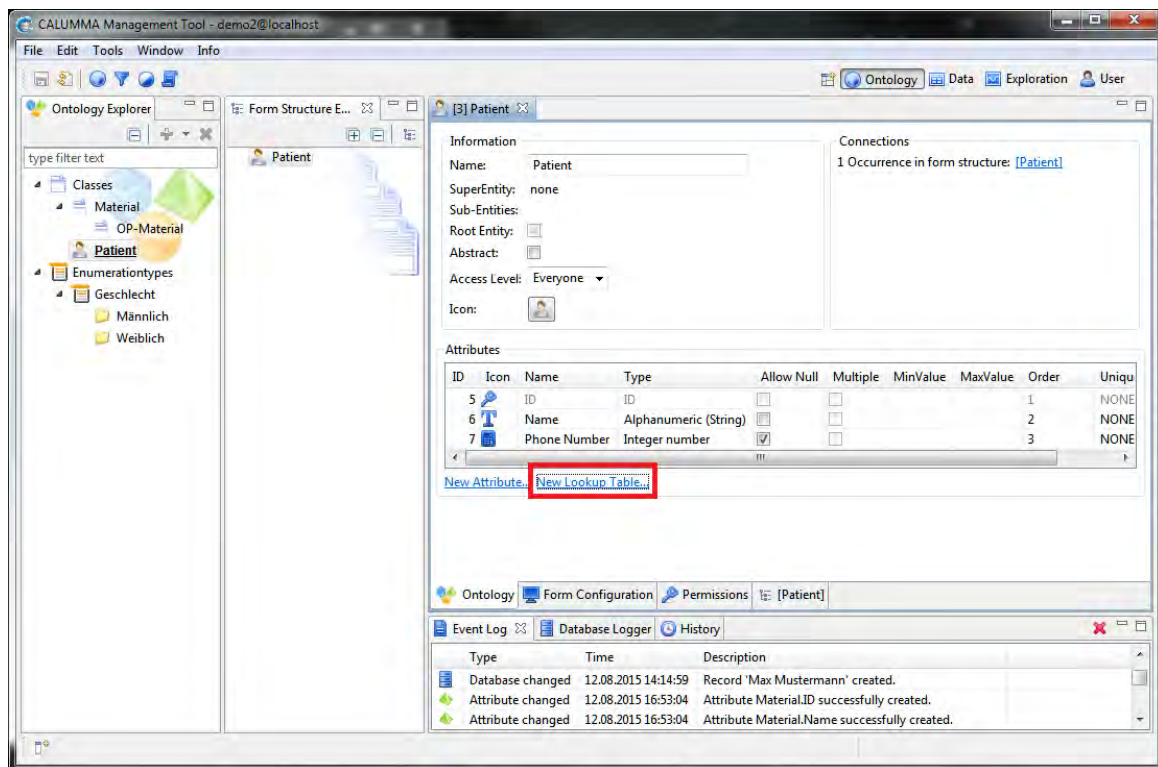 CALUMMA Management Tool - demo2@localhost
File Edit Tools Window Info
Ontology Data Exploration User
Ontology Explorer
type filter text
Classes
Material
OP-Material
Patient
Enumerationtypes
Geschlecht
Männlich
Weiblich
Form Structure E...
Patient
[3] Patient
Information
Name: Patient
SuperEntity: none
Sub-Entities:
Root Entity:
Abstract:
Access Level: Everyone
Icon:
Connections
1 Occurrence in form structure: [Patient]
Attributes
ID Icon Name Type Allow Null Multiple MinValue MaxValue Order Uniqu
5 ID ID 1 NONE
6 T Name Alphanumeric (String) 2 NONE
7 Phone Number Integer number 3 NONE
New Attribute... New Lookup Table...
Ontology Form Configuration Permissions [Patient]
Event Log Database Logger History
Type Time Description
Database changed 12.08.2015 14:14:59 Record 'Max Mustermann' created.
Attribute changed 12.08.2015 16:53:04 Attribute Material.ID successfully created.
Attribute changed 12.08.2015 16:53:04 Attribute Material.Name successfully created.